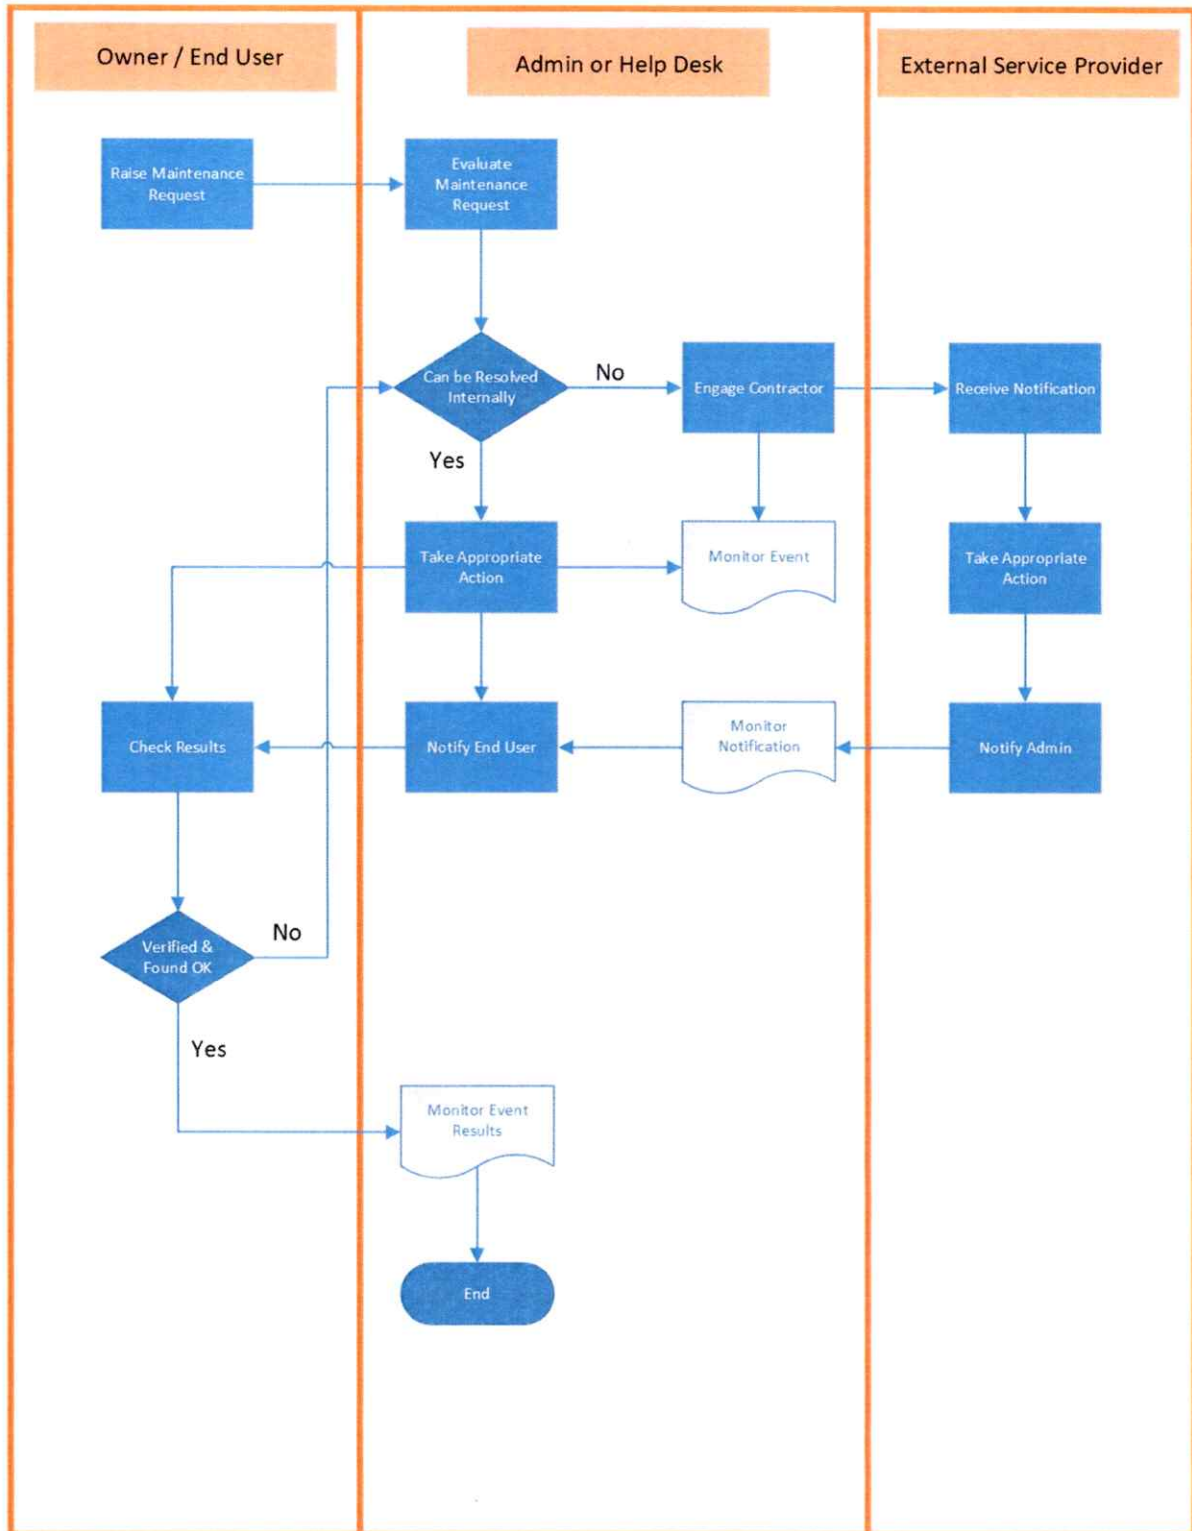 Owner / End User
Admin or Help Desk
External Service Provider
Raise Maintenance
Request
Evaluate
Maintenance
Request
Can be Resolved
Internally
No
Engage Contractor
Receive Notification
Yes
Take Appropriate
Action
Monitor Event
Take Appropriate
Action
Check Results
Notify End User
Monitor
Notification
Notify Admin
Verified &
Found OK
No
Yes
Monitor Event
Results
End